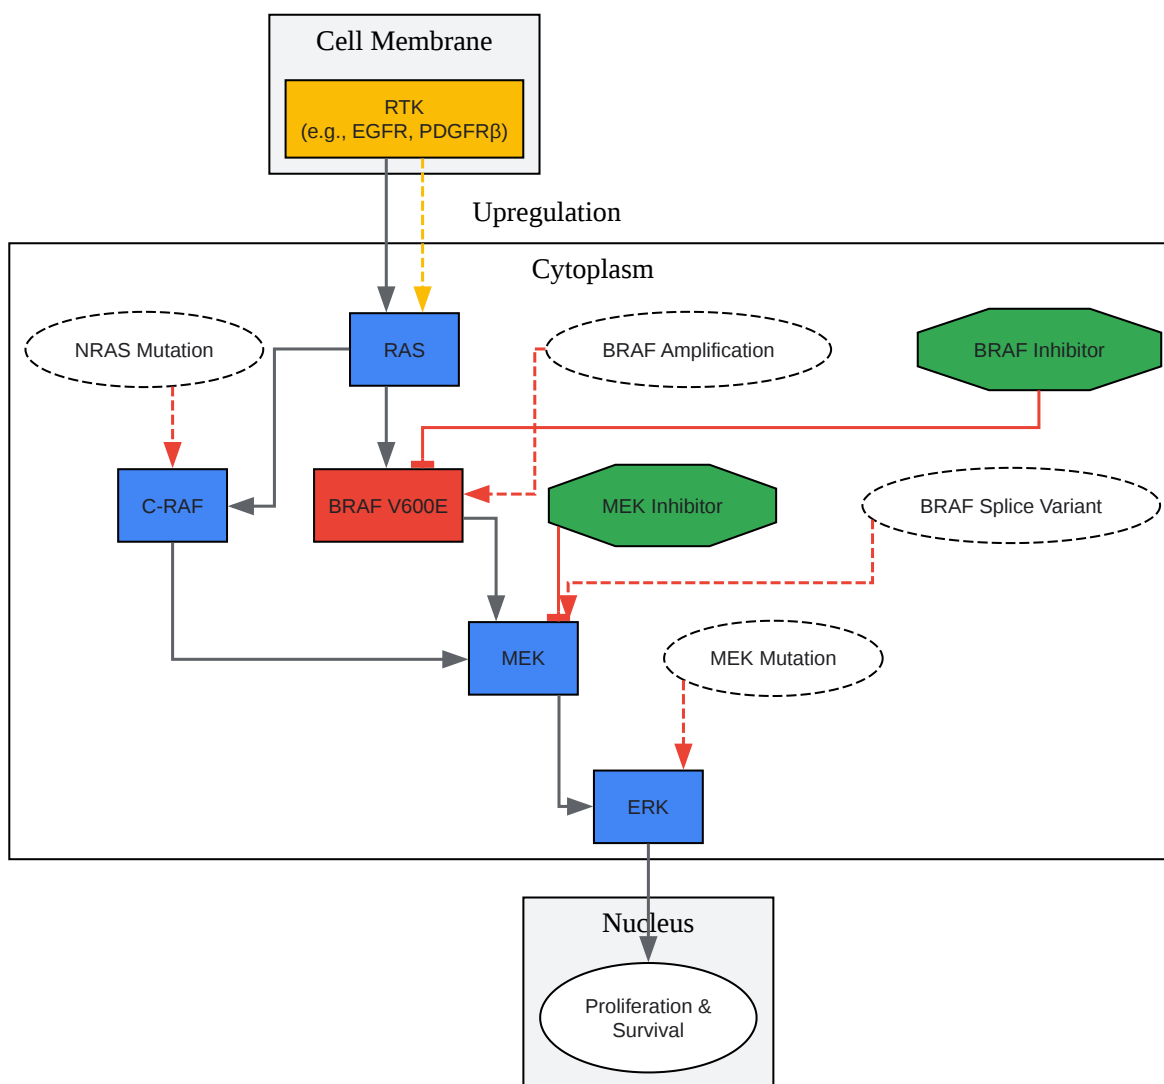 Cell Membrane
RTK
(e.g., EGFR, PDGFRβ)
Upregulation
Cytoplasm
NRAS Mutation
RAS
BRAF Amplification
BRAF Inhibitor
C-RAF
BRAF V600E
MEK Inhibitor
BRAF Splice Variant
MEK
MEK Mutation
ERK
Nucleus
Proliferation &
Survival